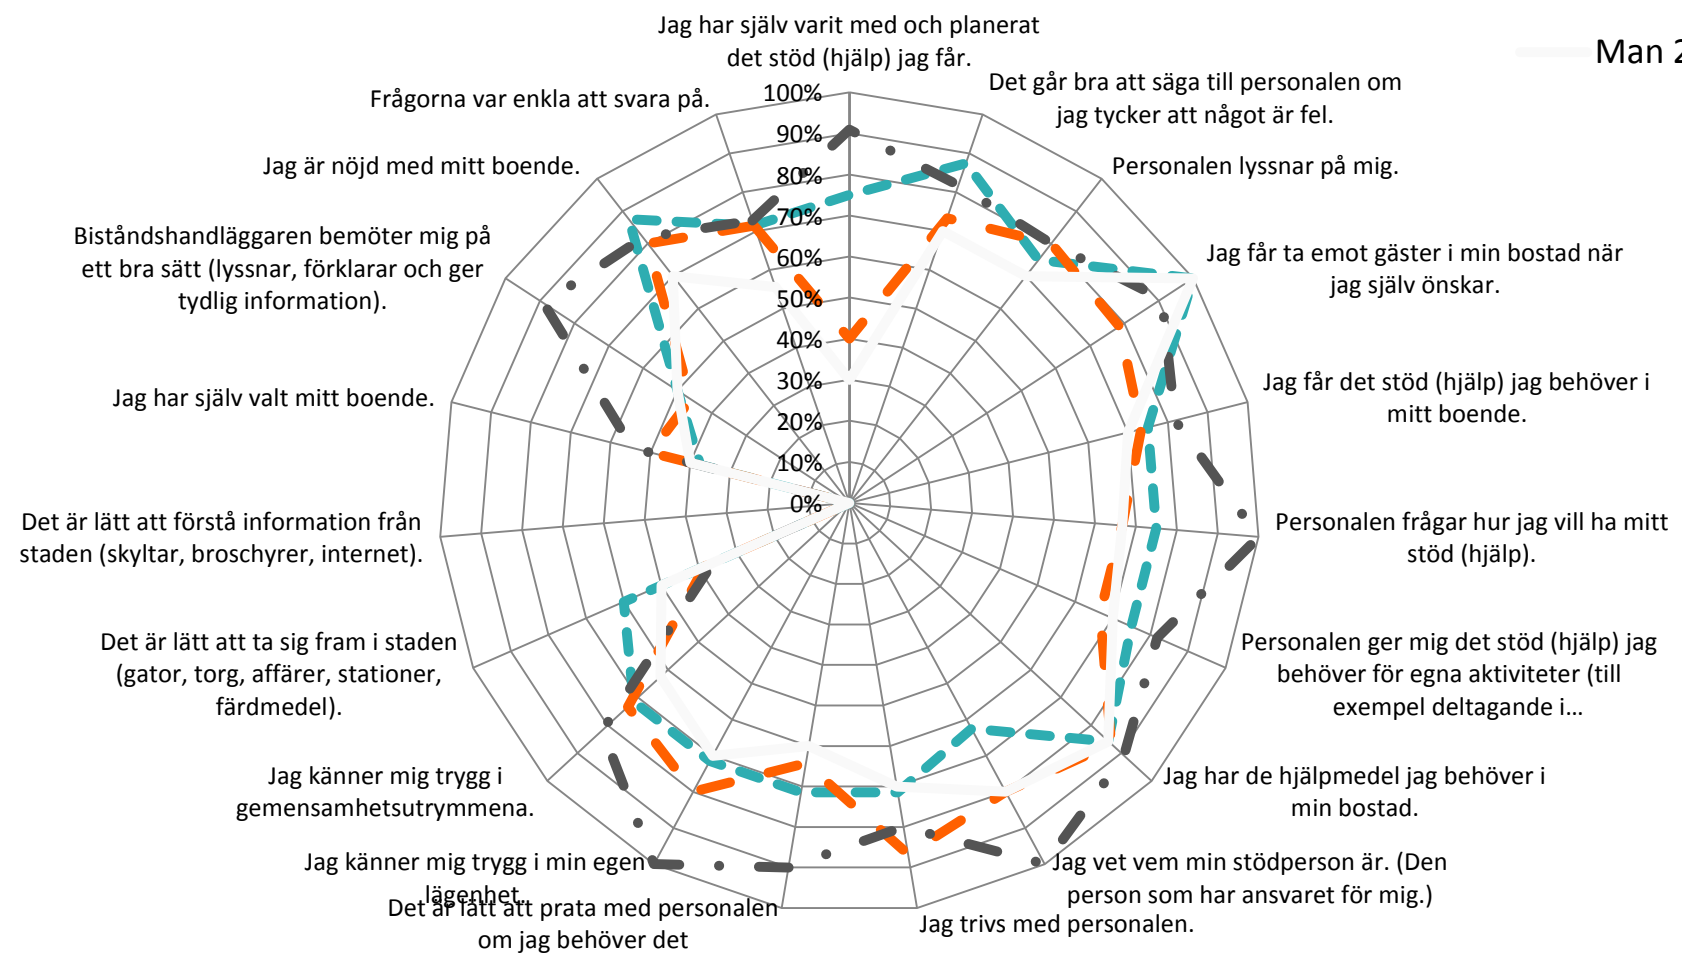 Jag har själv varit med och planerat
det stöd (hjälp) jag får.
Man 2
Det går bra att säga till personalen om
jag tycker att något är fel.
Personalen lyssnar på mig.
Jag får ta emot gäster i min bostad när
jag själv önskar.
Jag får det stöd (hjälp) jag behöver i
mitt boende.
Personalen frågar hur jag vill ha mitt
stöd (hjälp).
Personalen ger mig det stöd (hjälp) jag
behöver för egna aktiviteter (till
exempel deltagande i…
Jag har de hjälpmedel jag behöver i
min bostad.
Jag vet vem min stödperson är. (Den
person som har ansvaret för mig.)
Jag trivs med personalen.
Det är lätt att prata med personalen
om jag behöver det
Jag känner mig trygg i min egen
lägenhet.
Jag känner mig trygg i
gemensamhetsutrymmena.
Det är lätt att ta sig fram i staden
(gator, torg, affärer, stationer,
färdmedel).
Det är lätt att förstå information från
staden (skyltar, broschyrer, internet).
Jag har själv valt mitt boende.
Biståndshandläggaren bemöter mig på
ett bra sätt (lyssnar, förklarar och ger
tydlig information).
Jag är nöjd med mitt boende.
Frågorna var enkla att svara på.
100%
90%
80%
70%
60%
50%
40%
30%
20%
10%
0%